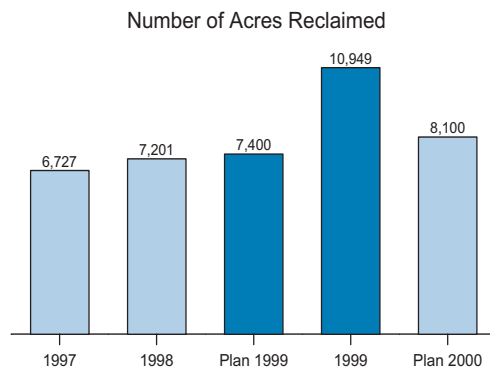 Number of Acres Reclaimed
10,949
8,100
7,400
7,201
6,727
1997 1998 Plan 1999 1999 Plan 2000